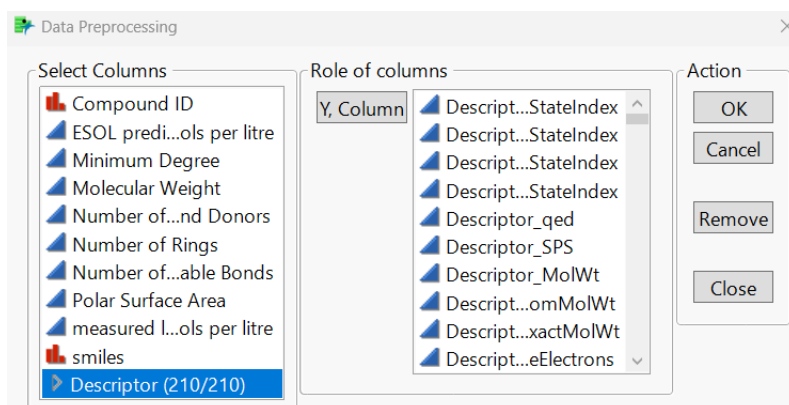 Data Preprocessing
Select Columns
Compound ID
ESOL predi...ols per litre
Minimum Degree
Molecular Weight
Number of...nd Donors
Number of Rings
Number of...able Bonds
Polar Surface Area
measured l...ols per litre
smiles
Descriptor (210/210)
Role of columns
Y, Column
Descript...StateIndex
Descript...StateIndex
Descript...StateIndex
Descript...StateIndex
Descriptor_qed
Descriptor_SPS
Descriptor_MolWt
Descript...omMolWt
Descript...xactMolWt
Descript...eElectrons
Action
OK
Cancel
Remove
Close